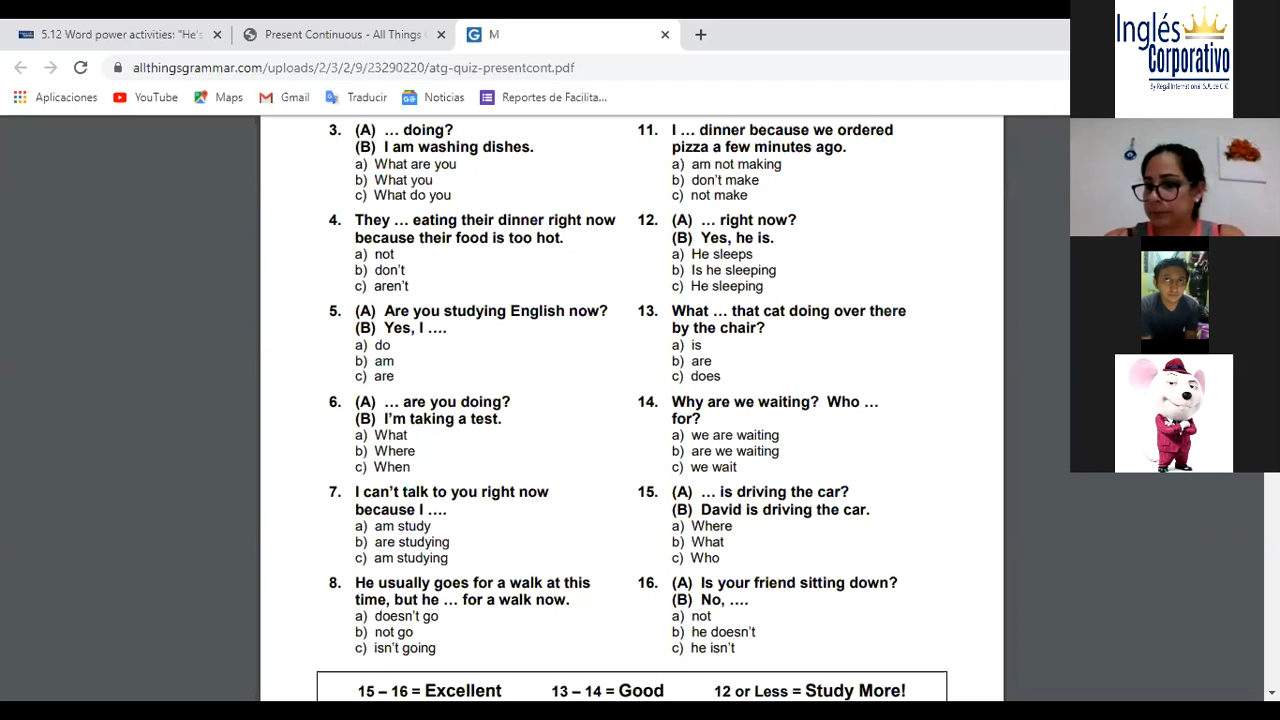 5.12 Word power activities: "He's
Present Continuous - All Things
M
allthingsgrammar.com/uploads/2/3/2/9/23290220/atg-quiz-presentcont.pdf
Aplicaciones
YouTube
Maps
Gmail
Traducir
Noticias
Reportes de Facilita...
Inglés
Corporativo
By Regal International S.A. de C.V.
3. (A) ... doing?
(B) I am washing dishes.
a) What are you
b) What you
c) What do you
4. They ... eating their dinner right now
because their food is too hot.
a) not
b) don't
c) aren't
5. (A) Are you studying English now?
(B) Yes, I ....
a) do
b) am
c) are
6. (A) ... are you doing?
(B) I'm taking a test.
a) What
b) Where
c) When
7. I can't talk to you right now
because I ....
a) am study
b) are studying
c) am studying
8. He usually goes for a walk at this
time, but he ... for a walk now.
a) doesn't go
b) not go
c) isn't going
11. I ... dinner because we ordered
pizza a few minutes ago.
a) am not making
b) don't make
c) not make
12. (A) ... right now?
(B) Yes, he is.
a) He sleeps
b) Is he sleeping
c) He sleeping
13. What ... that cat doing over there
by the chair?
a) is
b) are
c) does
14. Why are we waiting? Who ...
for?
a) we are waiting
b) are we waiting
c) we wait
15. (A) ... is driving the car?
(B) David is driving the car.
a) Where
b) What
c) Who
16. (A) Is your friend sitting down?
(B) No, ....
a) not
b) he doesn't
c) he isn't
15 – 16 = Excellent 13 – 14 = Good 12 or Less = Study More!